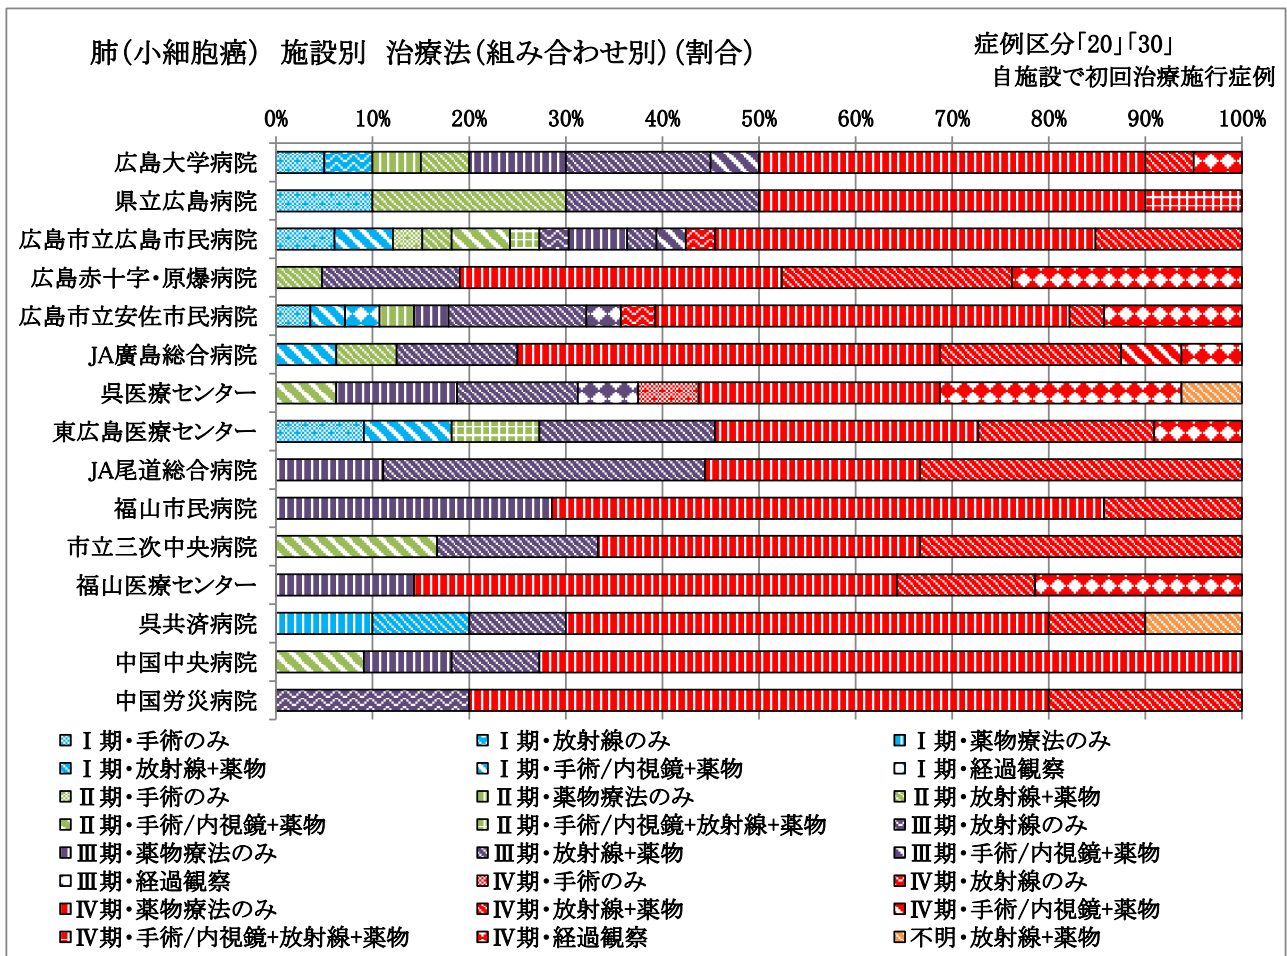 肺（小細胞癌） 施設別 治療法（組み合わせ別）（割合）
症例区分「20」「30」
自施設で初回治療施行症例
0% 10% 20% 30% 40% 50% 60% 70% 80% 90% 100%
広島大学病院
県立広島病院
広島市立広島市民病院
広島赤十字・原爆病院
広島市立安佐市民病院
JA廣島総合病院
呉医療センター
東広島医療センター
JA尾道総合病院
福山市民病院
市立三次中央病院
福山医療センター
呉共済病院
中国中央病院
中国労災病院
Ⅰ期・手術のみ Ⅰ期・放射線のみ Ⅰ期・薬物療法のみ
Ⅰ期・放射線+薬物 Ⅰ期・手術/内視鏡+薬物 Ⅰ期・経過観察
Ⅱ期・手術のみ Ⅱ期・薬物療法のみ Ⅱ期・放射線+薬物
Ⅱ期・手術/内視鏡+薬物 Ⅱ期・手術/内視鏡+放射線+薬物 Ⅲ期・放射線のみ
Ⅲ期・薬物療法のみ Ⅲ期・放射線+薬物 Ⅲ期・手術/内視鏡+薬物
Ⅲ期・経過観察 Ⅳ期・手術のみ Ⅳ期・放射線のみ
Ⅳ期・薬物療法のみ Ⅳ期・放射線+薬物 Ⅳ期・手術/内視鏡+薬物
Ⅳ期・手術/内視鏡+放射線+薬物 Ⅳ期・経過観察 不明・放射線+薬物